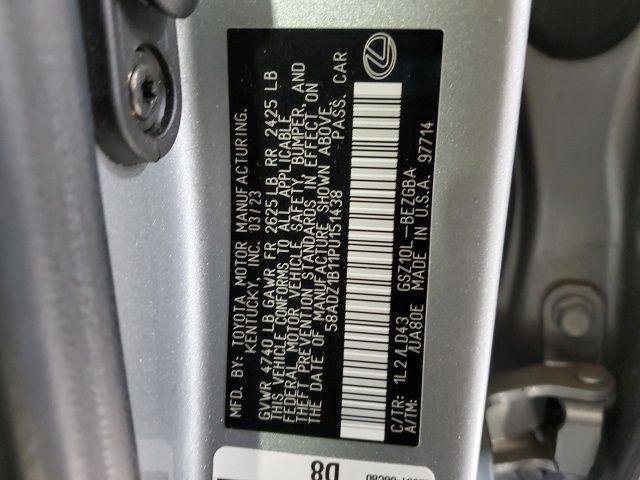 MFD. BY: TOYOTA MOTOR MANUFACTURING.
KENTUCKY, INC. 03/23
GVWR 4740 LB GAWR FR 2625 LB RR 2425 LB
THIS VEHICLE CONFORMS TO ALL APPLICABLE
FEDERAL MOTOR VEHICLE SAFETY, BUMPER, AND
THEFT PREVENTION STANDARDS IN EFFECT ON
THE DATE OF MANUFACTURE SHOWN ABOVE.
58ADZ1B11PU151438 PASS. CAR
C/TR: 1L2/LD43 GSZ10L-BEZGBA
A/TM: /UA80E MADE IN U.S.A. 97714
D8